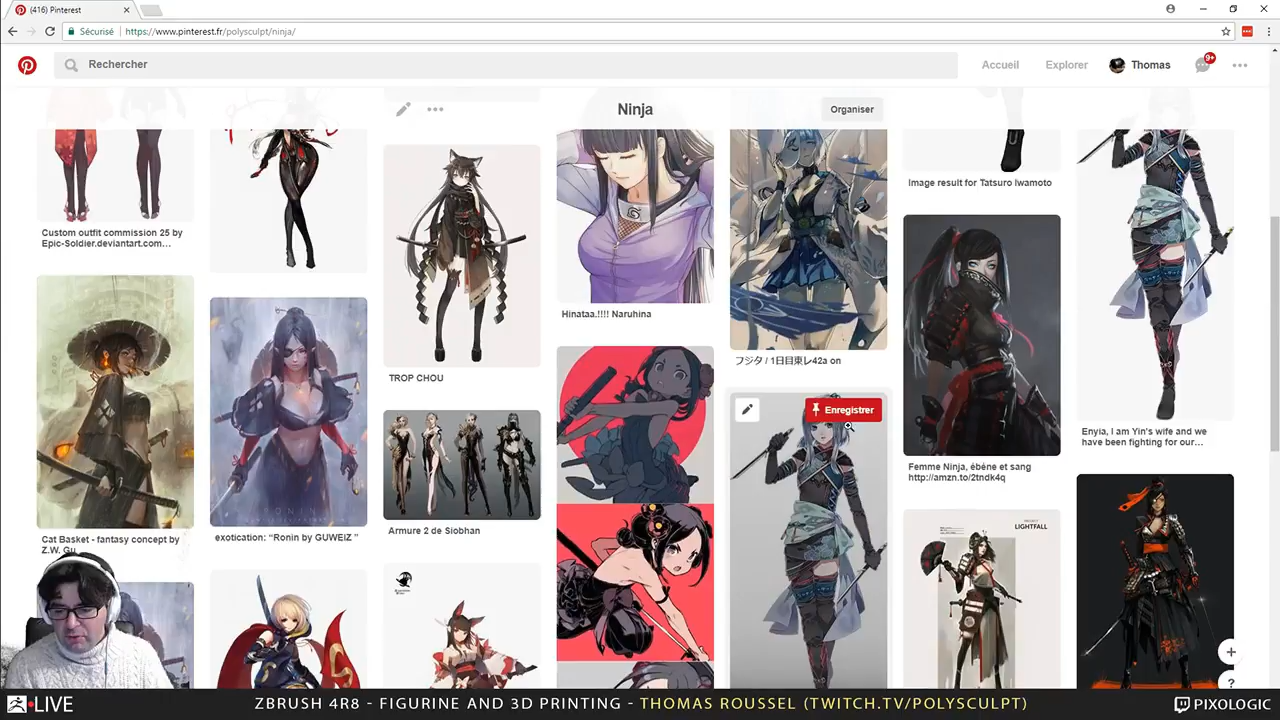 (416) Pinterest
Sécurisé
https://www.pinterest.fr/polysculpt/ninja/
Rechercher
Accueil
Explorer
Thomas
9+
Ninja
Organiser
Custom outfit commission 25 by
Epic-Soldier.deviantart.com…
Image result for Tatsuro Iwamoto
Hinataa.!!!! Naruhina
フジタ / 1日目東レ42a on
TROP CHOU
Enregistrer
Enyia, I am Yin's wife and we
have been fighting for our…
Femme Ninja, ébène et sang
http://amzn.to/2tndk4q
Cat Basket - fantasy concept by
Z.W. Gu
exotication: “Ronin by GUWEIZ ”
Armure 2 de Siobhan
LIGHTFALL
LIVE
ZBRUSH 4R8 - FIGURINE AND 3D PRINTING - THOMAS ROUSSEL (TWITCH.TV/POLYSCULPT)
PIXOLOGIC